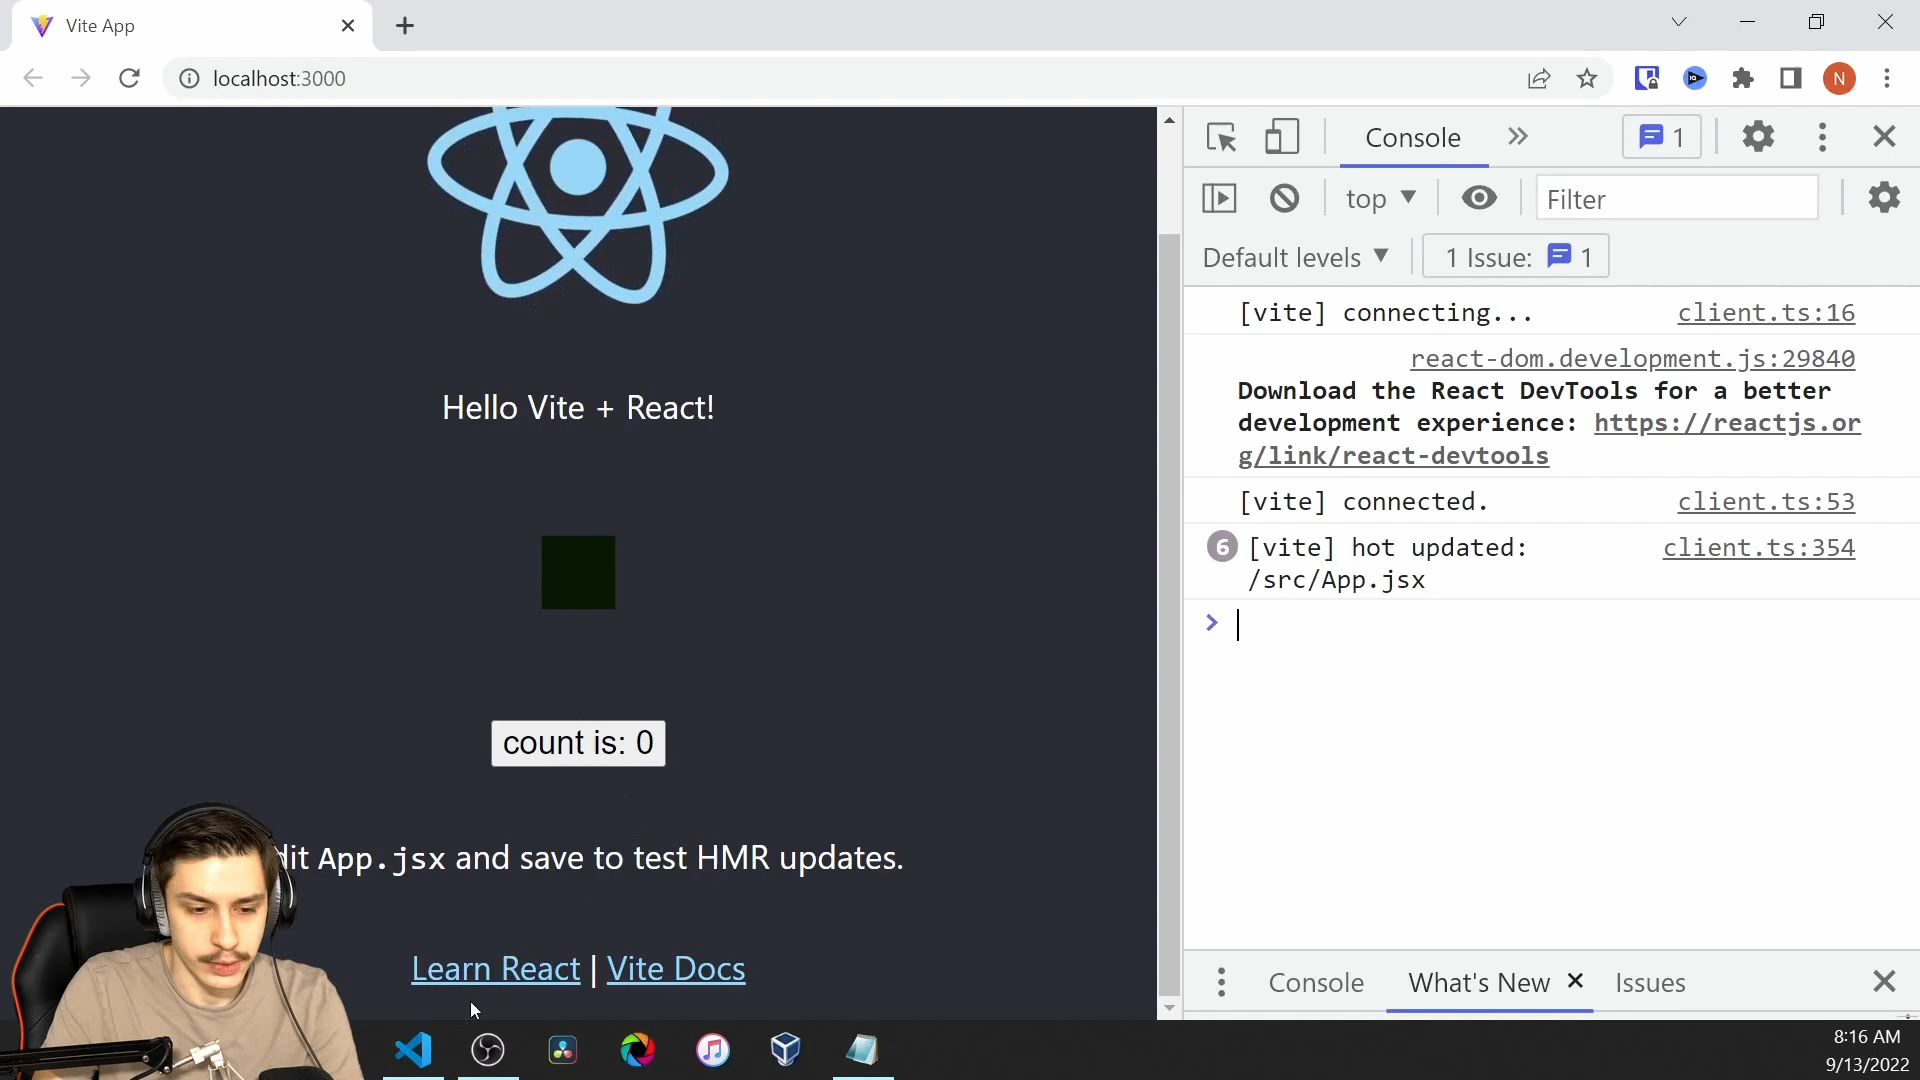 Vite App
localhost:3000
N
Console
1
top
Filter
Default levels
1 Issue: 1
[vite] connecting... client.ts:16
react-dom.development.js:29840
Download the React DevTools for a better
development experience: https://reactjs.or
g/link/react-devtools
[vite] connected. client.ts:53
6 [vite] hot updated: client.ts:354
/src/App.jsx
Hello Vite + React!
count is: 0
dit App.jsx and save to test HMR updates.
Learn React | Vite Docs
Console What's New Issues
8:16 AM
9/13/2022